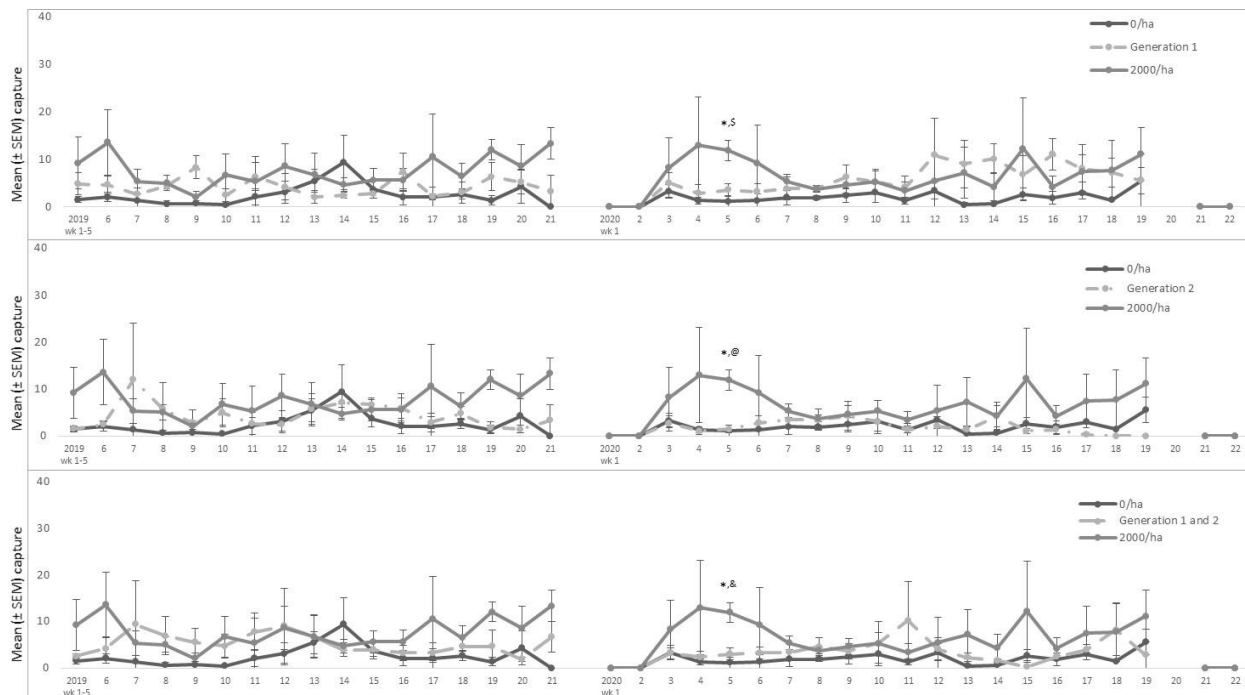 Mean (± SEM) capture
40
30
20
10
0
0/ha
Generation 1
2000/ha
*,$
2019 6 7 8 9 10 11 12 13 14 15 16 17 18 19 20 21 2020 2 3 4 5 6 7 8 9 10 11 12 13 14 15 16 17 18 19 20 21 22
wk 1-5 wk 1
Mean (± SEM) capture
40
30
20
10
0
0/ha
Generation 2
2000/ha
*,@
2019 6 7 8 9 10 11 12 13 14 15 16 17 18 19 20 21 2020 2 3 4 5 6 7 8 9 10 11 12 13 14 15 16 17 18 19 20 21 22
wk 1-5 wk 1
Mean (± SEM) capture
40
30
20
10
0
0/ha
Generation 1 and 2
2000/ha
*,&
2019 6 7 8 9 10 11 12 13 14 15 16 17 18 19 20 21 2020 2 3 4 5 6 7 8 9 10 11 12 13 14 15 16 17 18 19 20 21 22
wk 1-5 wk 1